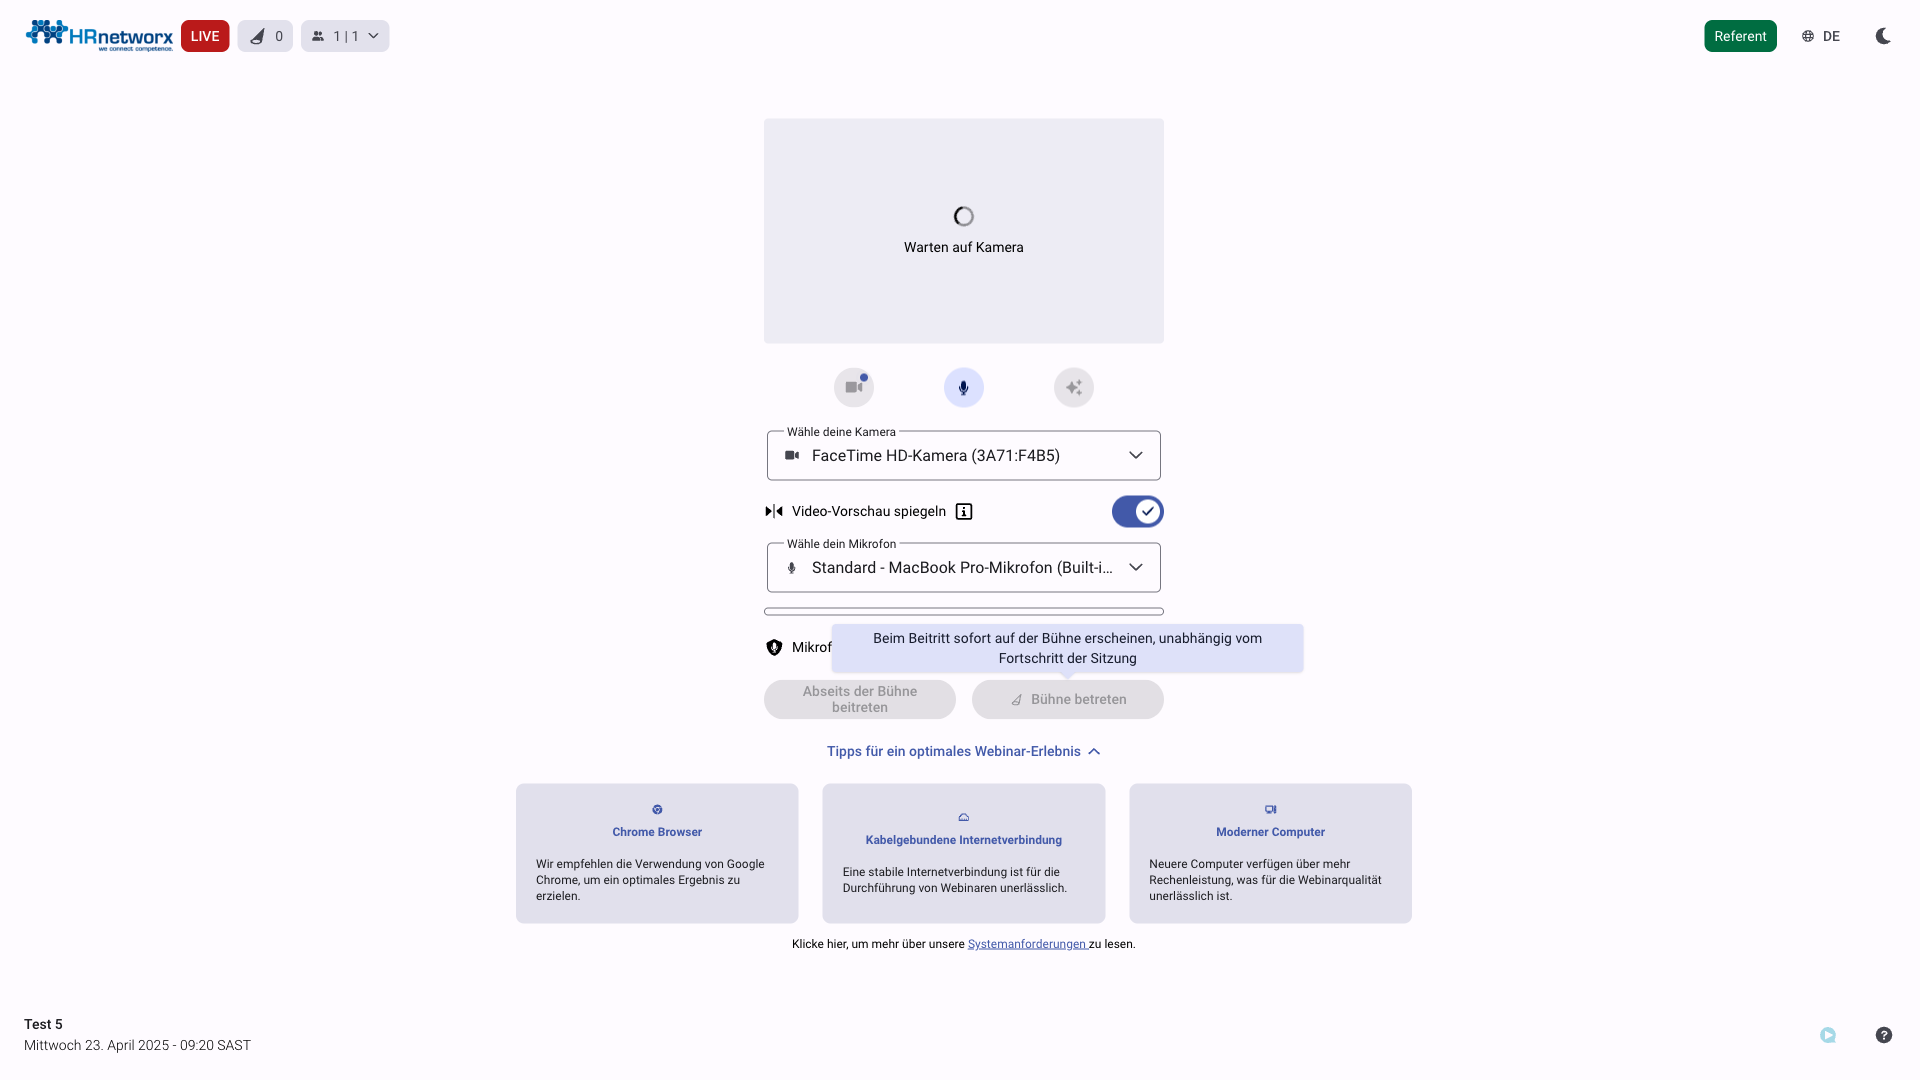 HRnetworx
we connect competence.
LIVE
0
1 | 1
Referent
DE
Warten auf Kamera
Wähle deine Kamera
FaceTime HD-Kamera (3A71:F4B5)
Video-Vorschau spiegeln
Wähle dein Mikrofon
Standard - MacBook Pro-Mikrofon (Built-i...
Mikrof
Beim Beitritt sofort auf der Bühne erscheinen, unabhängig vom
Fortschritt der Sitzung
Abseits der Bühne
beitreten
Bühne betreten
Tipps für ein optimales Webinar-Erlebnis
Chrome Browser
Wir empfehlen die Verwendung von Google
Chrome, um ein optimales Ergebnis zu
erzielen.
Kabelgebundene Internetverbindung
Eine stabile Internetverbindung ist für die
Durchführung von Webinaren unerlässlich.
Moderner Computer
Neuere Computer verfügen über mehr
Rechenleistung, was für die Webinarqualität
unerlässlich ist.
Klicke hier, um mehr über unsere Systemanforderungen zu lesen.
Test 5
Mittwoch 23. April 2025 - 09:20 SAST